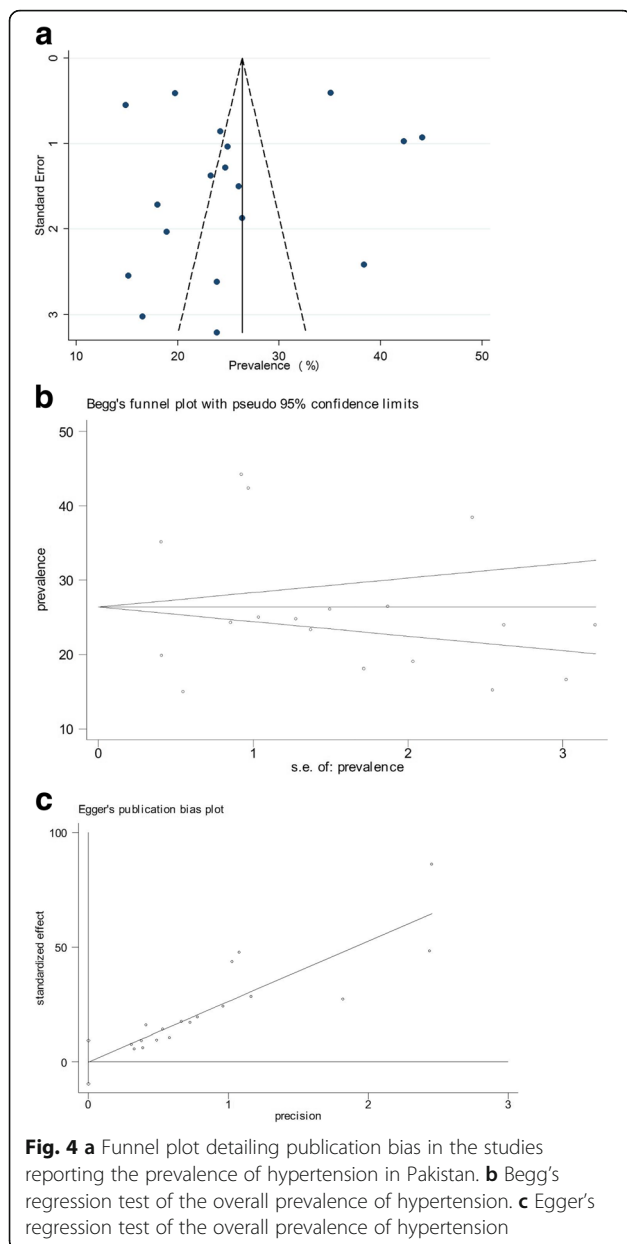 a
0
1
2
3
Standard Error
10 20 30 40 50
Prevalence (%)
b
Begg's funnel plot with pseudo 95% confidence limits
50
40
30
20
10
prevalence
0 1 2 3
s.e. of: prevalence
c
Egger's publication bias plot
100
50
0
standardized effect
0 1 2 3
precision
Fig. 4 a Funnel plot detailing publication bias in the studies
reporting the prevalence of hypertension in Pakistan. b Begg's
regression test of the overall prevalence of hypertension. c Egger's
regression test of the overall prevalence of hypertension